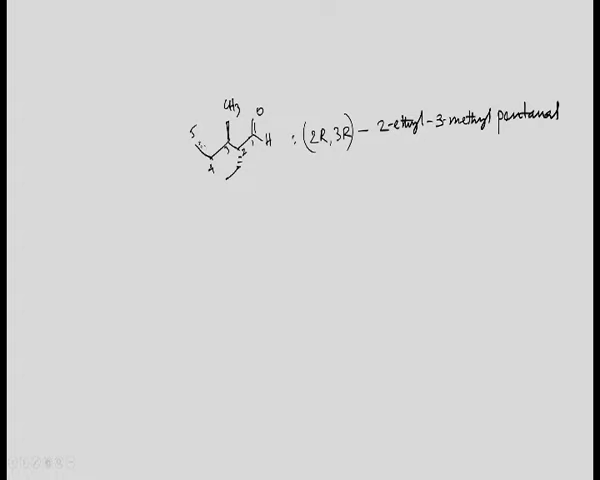 CH3
O
5
3
2
1
H
4
: (2R, 3R) - 2-ethyl-3-methyl pentanal